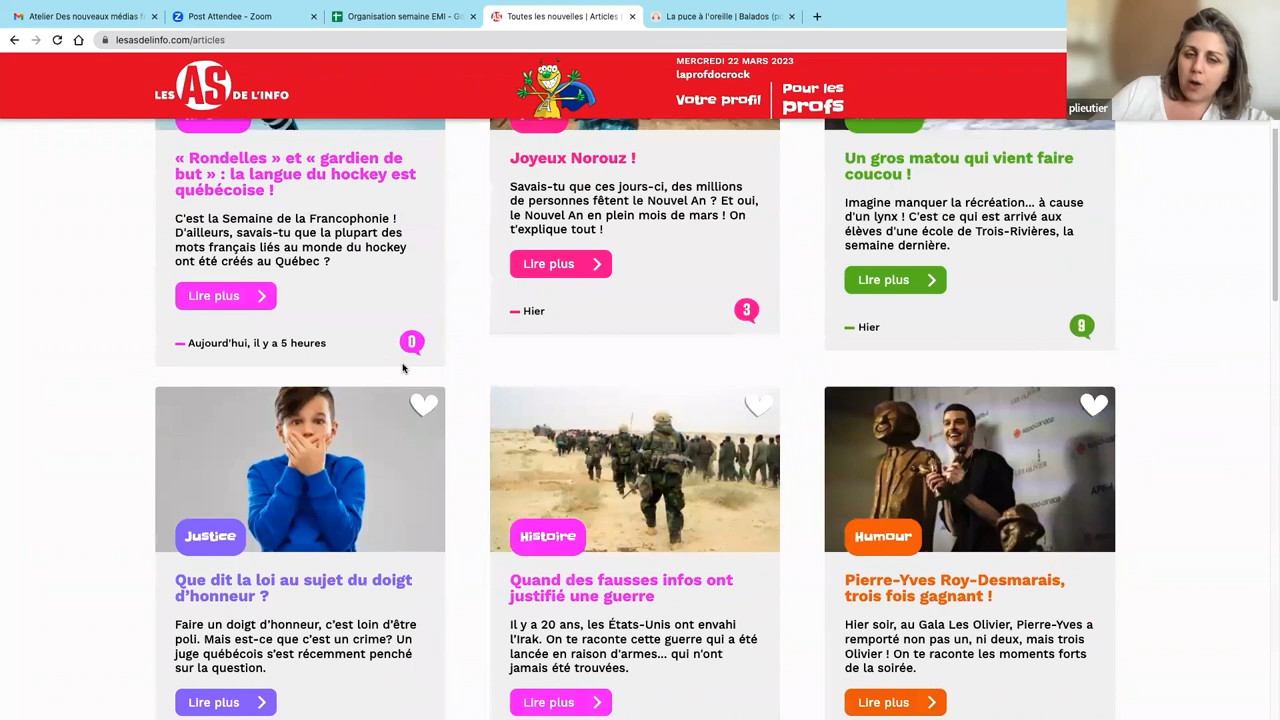 Atelier Des nouveaux médias f
Post Attendee - Zoom
Organisation semaine EMI - Go
Toutes les nouvelles | Articles |
La puce à l'oreille | Balados (po
lesasdelinfo.com/articles
LES AS DE L'INFO
MERCREDI 22 MARS 2023
laprofdocrock
Votre profil
Pour les
profs
plieutier
« Rondelles » et « gardien de
but » : la langue du hockey est
québécoise !
C'est la Semaine de la Francophonie !
D'ailleurs, savais-tu que la plupart des
mots français liés au monde du hockey
ont été créés au Québec ?
Lire plus
Aujourd'hui, il y a 5 heures
0
Joyeux Norouz !
Savais-tu que ces jours-ci, des millions
de personnes fêtent le Nouvel An ? Et oui,
le Nouvel An en plein mois de mars ! On
t'explique tout !
Lire plus
Hier
3
Un gros matou qui vient faire
coucou !
Imagine manquer la récréation... à cause
d'un lynx ! C'est ce qui est arrivé aux
élèves d'une école de Trois-Rivières, la
semaine dernière.
Lire plus
Hier
9
Justice
Que dit la loi au sujet du doigt
d'honneur ?
Faire un doigt d'honneur, c'est loin d'être
poli. Mais est-ce que c'est un crime? Un
juge québécois s'est récemment penché
sur la question.
Lire plus
Histoire
Quand des fausses infos ont
justifié une guerre
Il y a 20 ans, les États-Unis ont envahi
l'Irak. On te raconte cette guerre qui a été
lancée en raison d'armes... qui n'ont
jamais été trouvées.
Lire plus
Humour
Pierre-Yves Roy-Desmarais,
trois fois gagnant !
Hier soir, au Gala Les Olivier, Pierre-Yves a
remporté non pas un, ni deux, mais trois
Olivier ! On te raconte les moments forts
de la soirée.
Lire plus